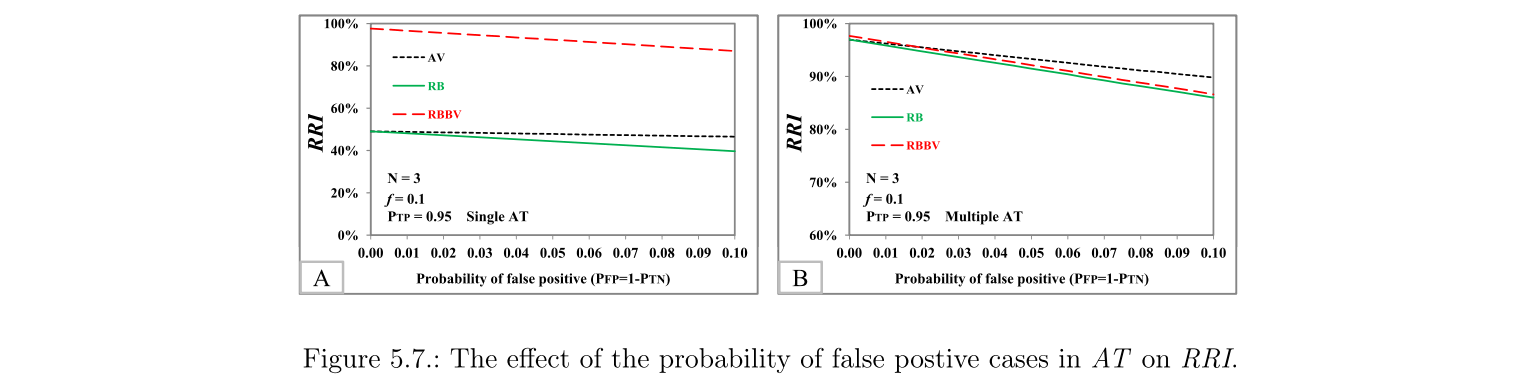 100%
80%
60%
40%
20%
0%
RRI
AV
RB
RBBV
N = 3
f = 0.1
PTP = 0.95 Single AT
0.00 0.01 0.02 0.03 0.04 0.05 0.06 0.07 0.08 0.09 0.10
Probability of false positive (PFP=1-PTN)
A
100%
90%
80%
70%
60%
RRI
AV
RB
RBBV
N = 3
f = 0.1
PTP = 0.95 Multiple AT
0.00 0.01 0.02 0.03 0.04 0.05 0.06 0.07 0.08 0.09 0.10
Probability of false positive (PFP=1-PTN)
B
Figure 5.7.: The effect of the probability of false postive cases in AT on RRI.